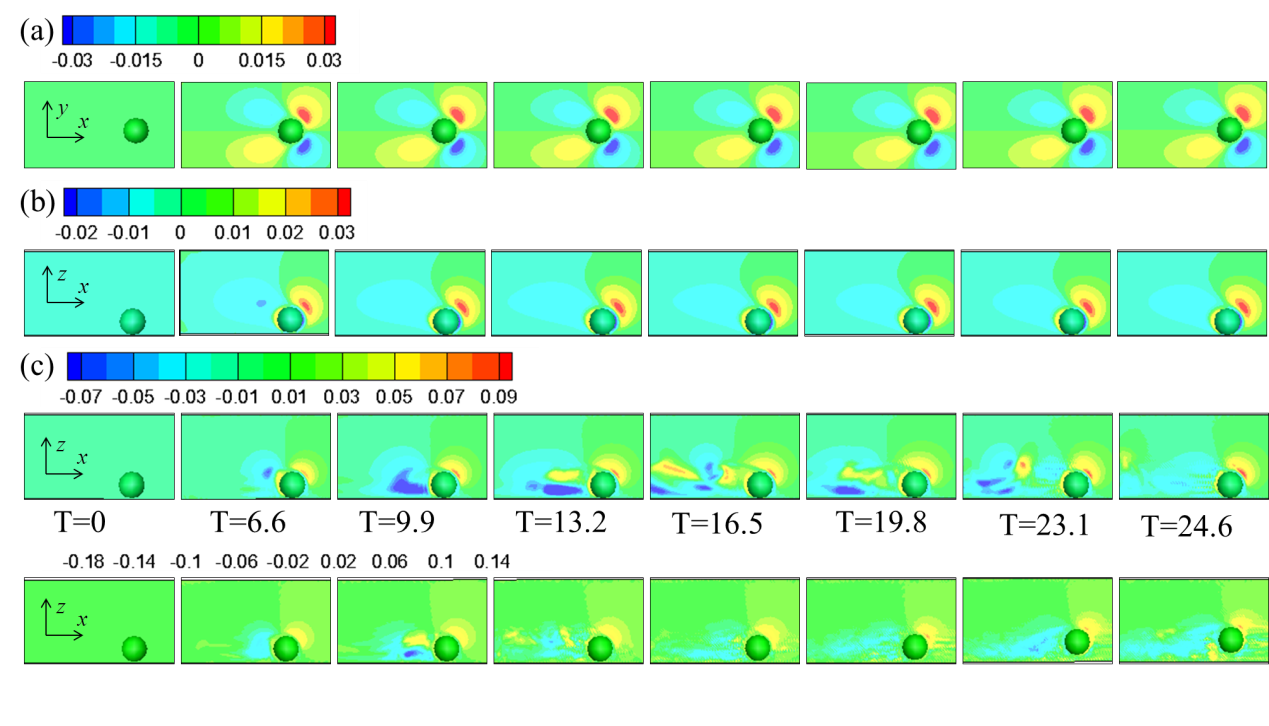 (a)
-0.03 -0.015 0 0.015 0.03
y
x
(b)
-0.02 -0.01 0 0.01 0.02 0.03
z
x
(c)
-0.07 -0.05 -0.03 -0.01 0.01 0.03 0.05 0.07 0.09
z
x
T=0 T=6.6 T=9.9 T=13.2 T=16.5 T=19.8 T=23.1 T=24.6
-0.18 -0.14 -0.1 -0.06 -0.02 0.02 0.06 0.1 0.14
z
x